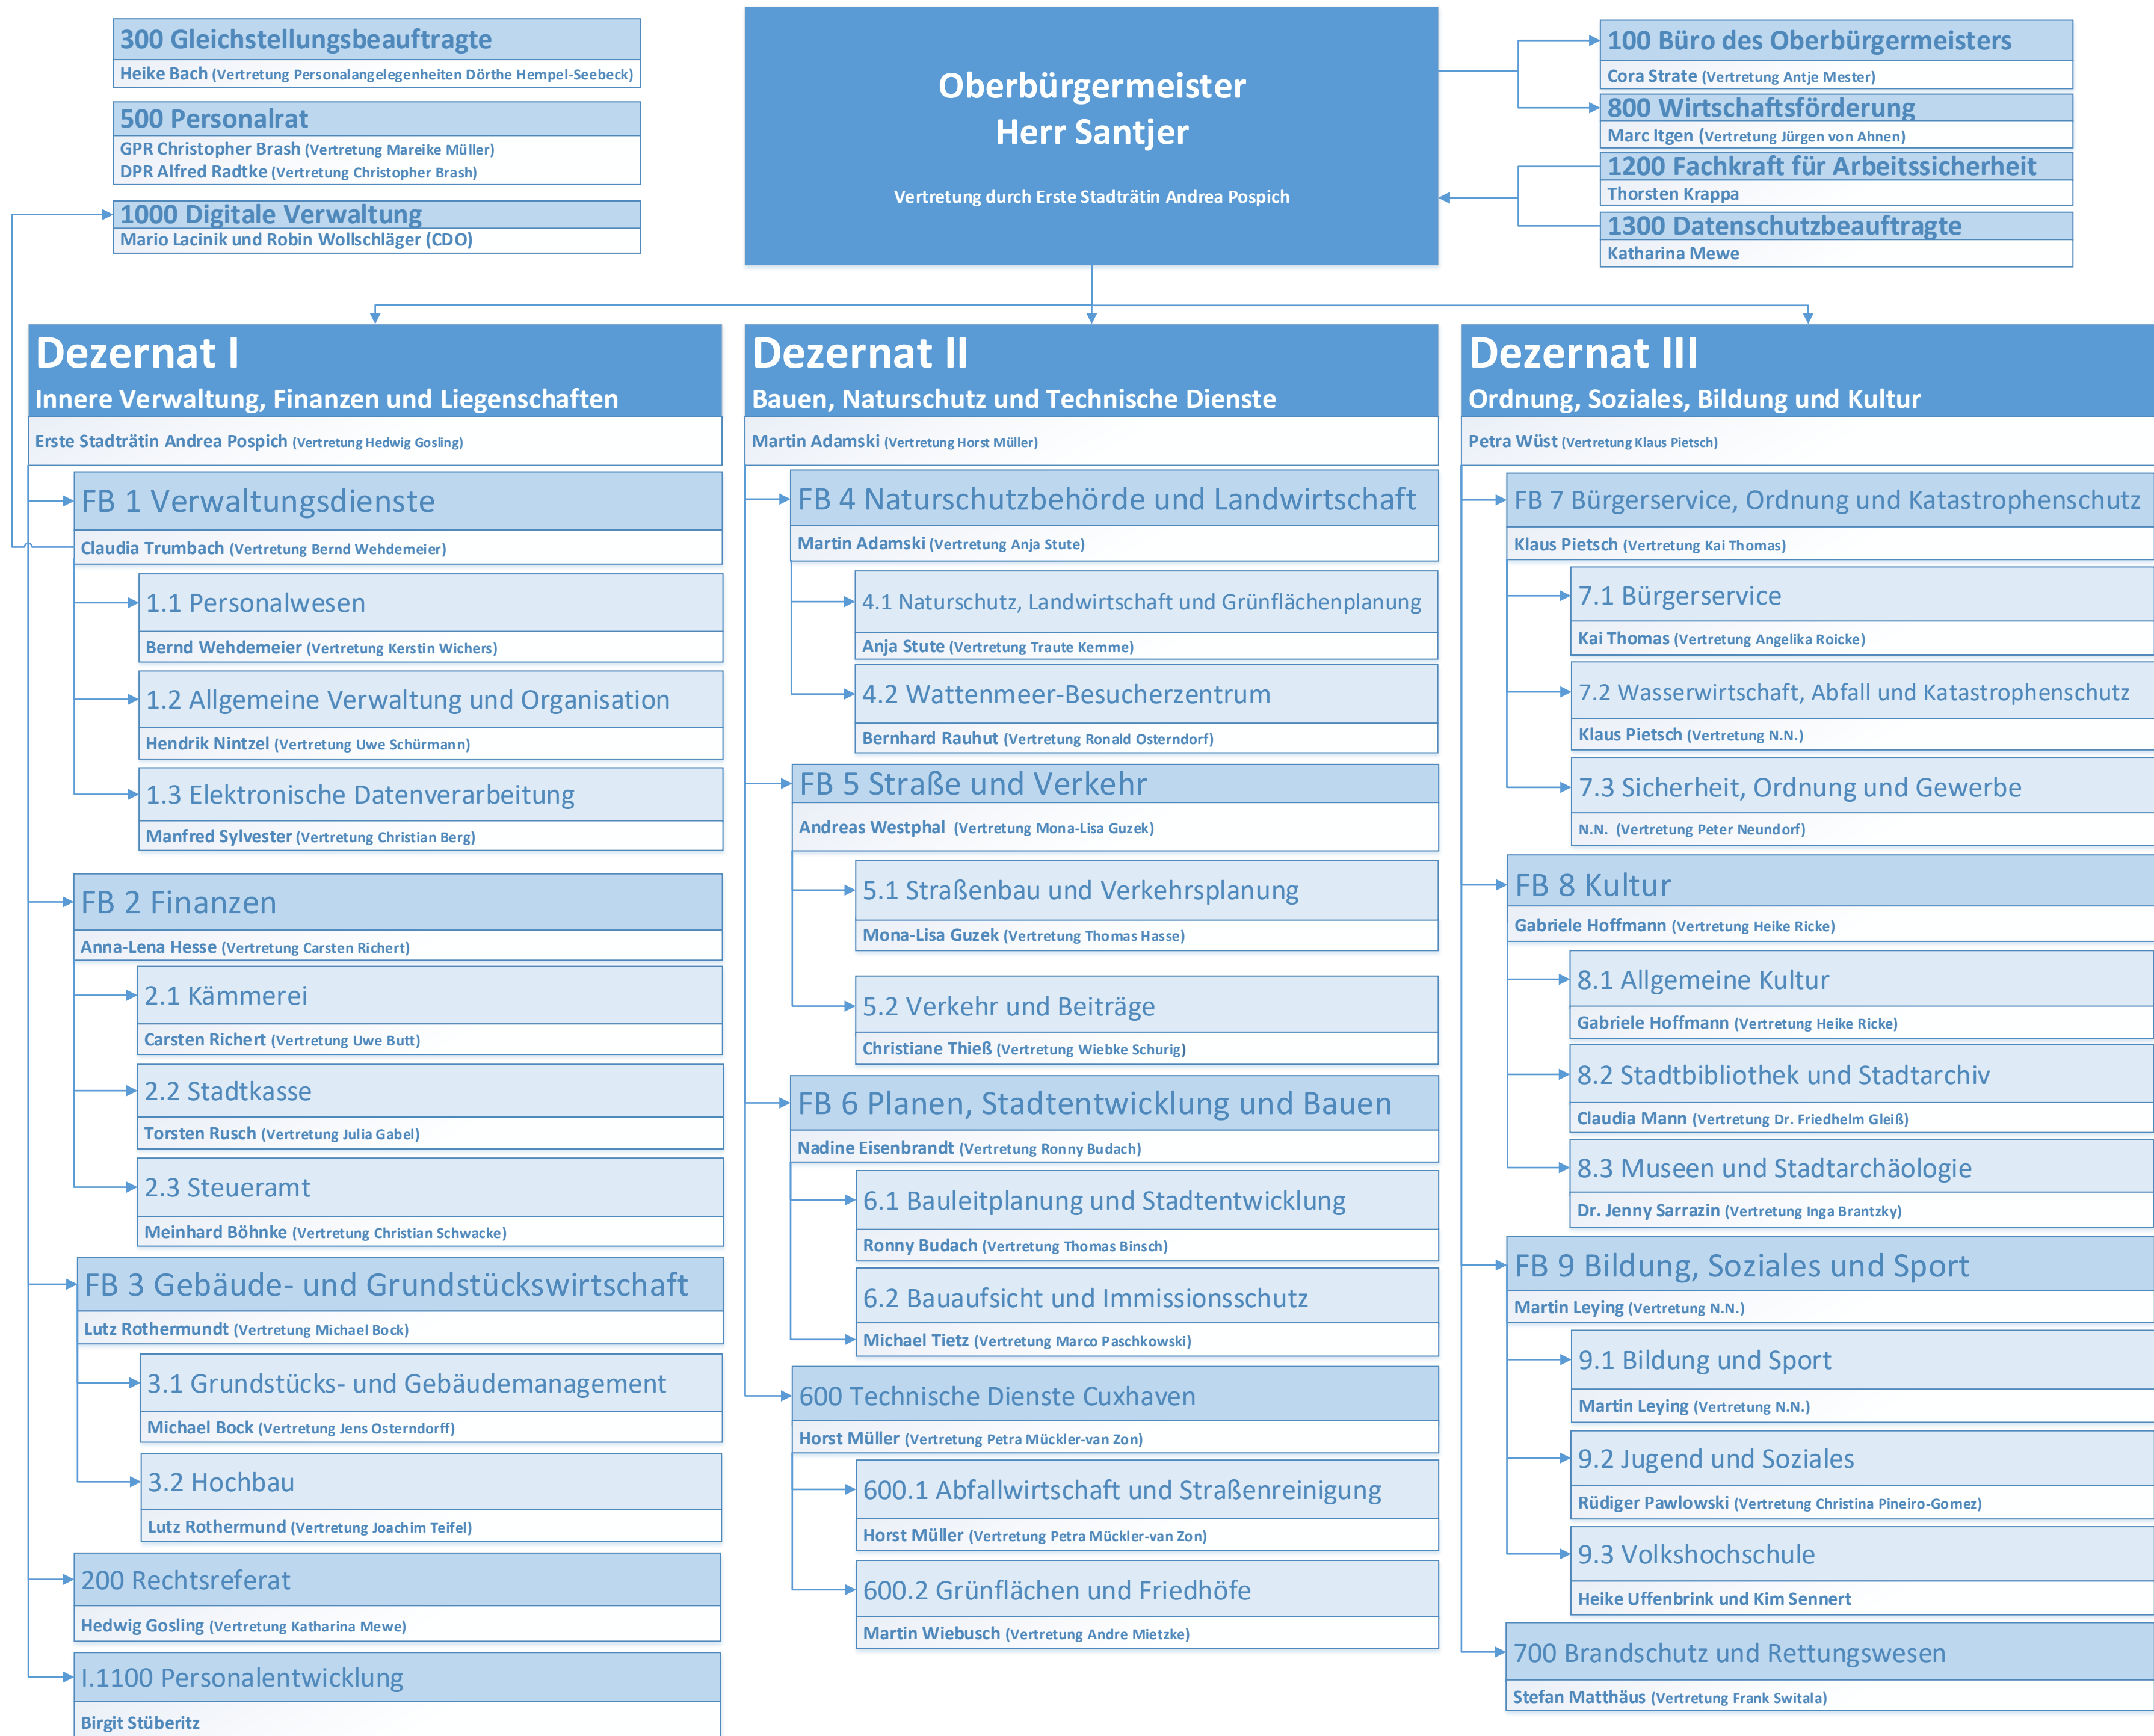 300 Gleichstellungsbeauftragte
Heike Bach (Vertretung Personalangelegenheiten Dörthe Hempel-Seebeck)
500 Personalrat
GPR Christopher Brash (Vertretung Mareike Müller)
DPR Alfred Radtke (Vertretung Christopher Brash)
1000 Digitale Verwaltung
Mario Lacinik und Robin Wollschläger (CDO)
Oberbürgermeister
Herr Santjer
Vertretung durch Erste Stadträtin Andrea Pospich
100 Büro des Oberbürgermeisters
Cora Strate (Vertretung Antje Mester)
800 Wirtschaftsförderung
Marc Itgen (Vertretung Jürgen von Ahnen)
1200 Fachkraft für Arbeitssicherheit
Thorsten Krappa
1300 Datenschutzbeauftragte
Katharina Mewe
Dezernat I
Innere Verwaltung, Finanzen und Liegenschaften
Erste Stadträtin Andrea Pospich (Vertretung Hedwig Gosling)
FB 1 Verwaltungsdienste
Claudia Trumbach (Vertretung Bernd Wehdemeier)
1.1 Personalwesen
Bernd Wehdemeier (Vertretung Kerstin Wichers)
1.2 Allgemeine Verwaltung und Organisation
Hendrik Nintzel (Vertretung Uwe Schürmann)
1.3 Elektronische Datenverarbeitung
Manfred Sylvester (Vertretung Christian Berg)
FB 2 Finanzen
Anna-Lena Hesse (Vertretung Carsten Richert)
2.1 Kämmerei
Carsten Richert (Vertretung Uwe Butt)
2.2 Stadtkasse
Torsten Rusch (Vertretung Julia Gabel)
2.3 Steueramt
Meinhard Böhnke (Vertretung Christian Schwacke)
FB 3 Gebäude- und Grundstückswirtschaft
Lutz Rothermundt (Vertretung Michael Bock)
3.1 Grundstücks- und Gebäudemanagement
Michael Bock (Vertretung Jens Osterndorff)
3.2 Hochbau
Lutz Rothermund (Vertretung Joachim Teifel)
200 Rechtsreferat
Hedwig Gosling (Vertretung Katharina Mewe)
I.1100 Personalentwicklung
Birgit Stüberitz
Dezernat II
Bauen, Naturschutz und Technische Dienste
Martin Adamski (Vertretung Horst Müller)
FB 4 Naturschutzbehörde und Landwirtschaft
Martin Adamski (Vertretung Anja Stute)
4.1 Naturschutz, Landwirtschaft und Grünflächenplanung
Anja Stute (Vertretung Traute Kemme)
4.2 Wattenmeer-Besucherzentrum
Bernhard Rauhut (Vertretung Ronald Osterndorf)
FB 5 Straße und Verkehr
Andreas Westphal (Vertretung Mona-Lisa Guzek)
5.1 Straßenbau und Verkehrsplanung
Mona-Lisa Guzek (Vertretung Thomas Hasse)
5.2 Verkehr und Beiträge
Christiane Thieß (Vertretung Wiebke Schurig)
FB 6 Planen, Stadtentwicklung und Bauen
Nadine Eisenbrandt (Vertretung Ronny Budach)
6.1 Bauleitplanung und Stadtentwicklung
Ronny Budach (Vertretung Thomas Binsch)
6.2 Bauaufsicht und Immissionsschutz
Michael Tietz (Vertretung Marco Paschkowski)
600 Technische Dienste Cuxhaven
Horst Müller (Vertretung Petra Mückler-van Zon)
600.1 Abfallwirtschaft und Straßenreinigung
Horst Müller (Vertretung Petra Mückler-van Zon)
600.2 Grünflächen und Friedhöfe
Martin Wiebusch (Vertretung Andre Mietzke)
Dezernat III
Ordnung, Soziales, Bildung und Kultur
Petra Wüst (Vertretung Klaus Pietsch)
FB 7 Bürgerservice, Ordnung und Katastrophenschutz
Klaus Pietsch (Vertretung Kai Thomas)
7.1 Bürgerservice
Kai Thomas (Vertretung Angelika Roicke)
7.2 Wasserwirtschaft, Abfall und Katastrophenschutz
Klaus Pietsch (Vertretung N.N.)
7.3 Sicherheit, Ordnung und Gewerbe
N.N. (Vertretung Peter Neundorf)
FB 8 Kultur
Gabriele Hoffmann (Vertretung Heike Ricke)
8.1 Allgemeine Kultur
Gabriele Hoffmann (Vertretung Heike Ricke)
8.2 Stadtbibliothek und Stadtarchiv
Claudia Mann (Vertretung Dr. Friedhelm Gleiß)
8.3 Museen und Stadtarchäologie
Dr. Jenny Sarrazin (Vertretung Inga Brantzky)
FB 9 Bildung, Soziales und Sport
Martin Leying (Vertretung N.N.)
9.1 Bildung und Sport
Martin Leying (Vertretung N.N.)
9.2 Jugend und Soziales
Rüdiger Pawlowski (Vertretung Christina Pineiro-Gomez)
9.3 Volkshochschule
Heike Uffenbrink und Kim Sennert
700 Brandschutz und Rettungswesen
Stefan Matthäus (Vertretung Frank Switala)